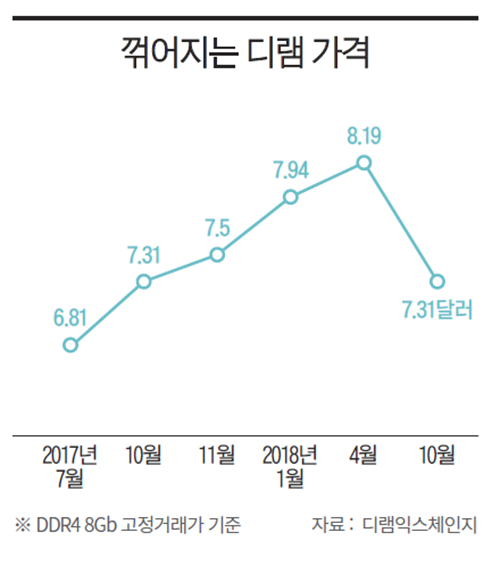 꺾어지는 디램 가격
8.19
7.94
7.5
7.31
6.81
7.31달러
2017년 7월
10월
11월
2018년 1월
4월
10월
※ DDR4 8Gb 고정거래가 기준
자료 : 디램익스체인지